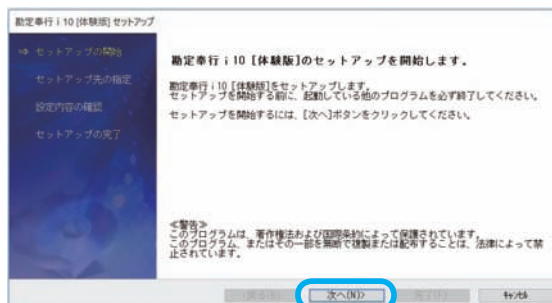 勘定奉行 i 10 [体験版] セットアップ
⇒ セットアップの開始
セットアップ先の指定
設定内容の確認
セットアップの完了
勘定奉行 i 10 [体験版]のセットアップを開始します。
勘定奉行 i 10 [体験版]をセットアップします。
セットアップを開始する前に、起動している他のプログラムを必ず終了してください。
セットアップを開始するには、[次へ]ボタンをクリックしてください。
≪警告≫
このプログラムは、著作権法および国際条約によって保護されています。
このプログラム、またはその一部を無断で複製または配布することは、法律によって禁
止されています。
<戻る(B) 次へ(N)> 完了(F) キャンセル